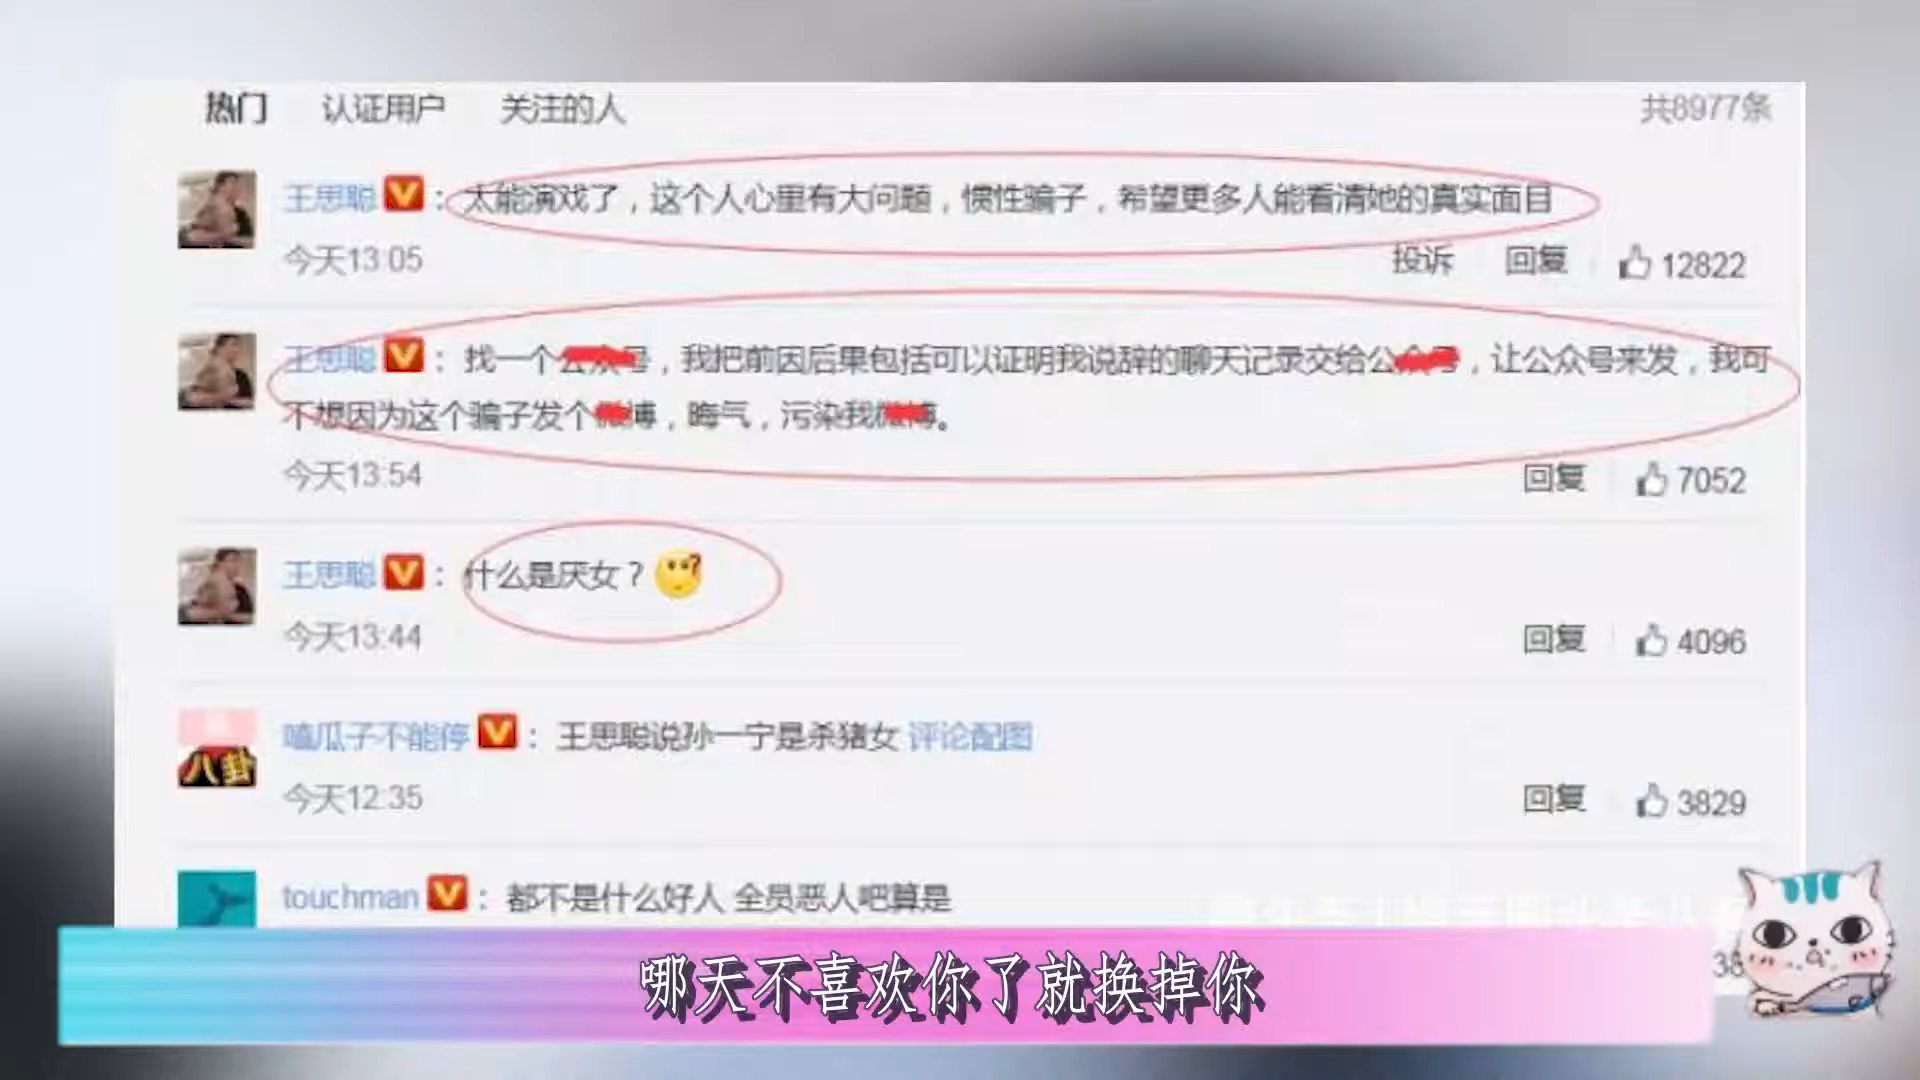 热门 认证用户 关注的人 共8977条
王思聪 V：太能演戏了，这个人心里有大问题，惯性骗子，希望更多人能看清她的真实面目
今天13:05 投诉 回复 12822
王思聪 V：找一个公众号，我把前因后果包括可以证明我说辞的聊天记录交给公众号，让公众号来发，我可
不想因为这个骗子发个微博，晦气，污染我微博。
今天13:54 回复 7052
王思聪 V：什么是厌女？
今天13:44 回复 4096
嗑瓜子不能停 V：王思聪说孙一宁是杀猪女 评论配图
今天12:35 回复 3829
八卦
touchman V：都不是什么好人 全员恶人吧算是
38
哪天不喜欢你了就换掉你